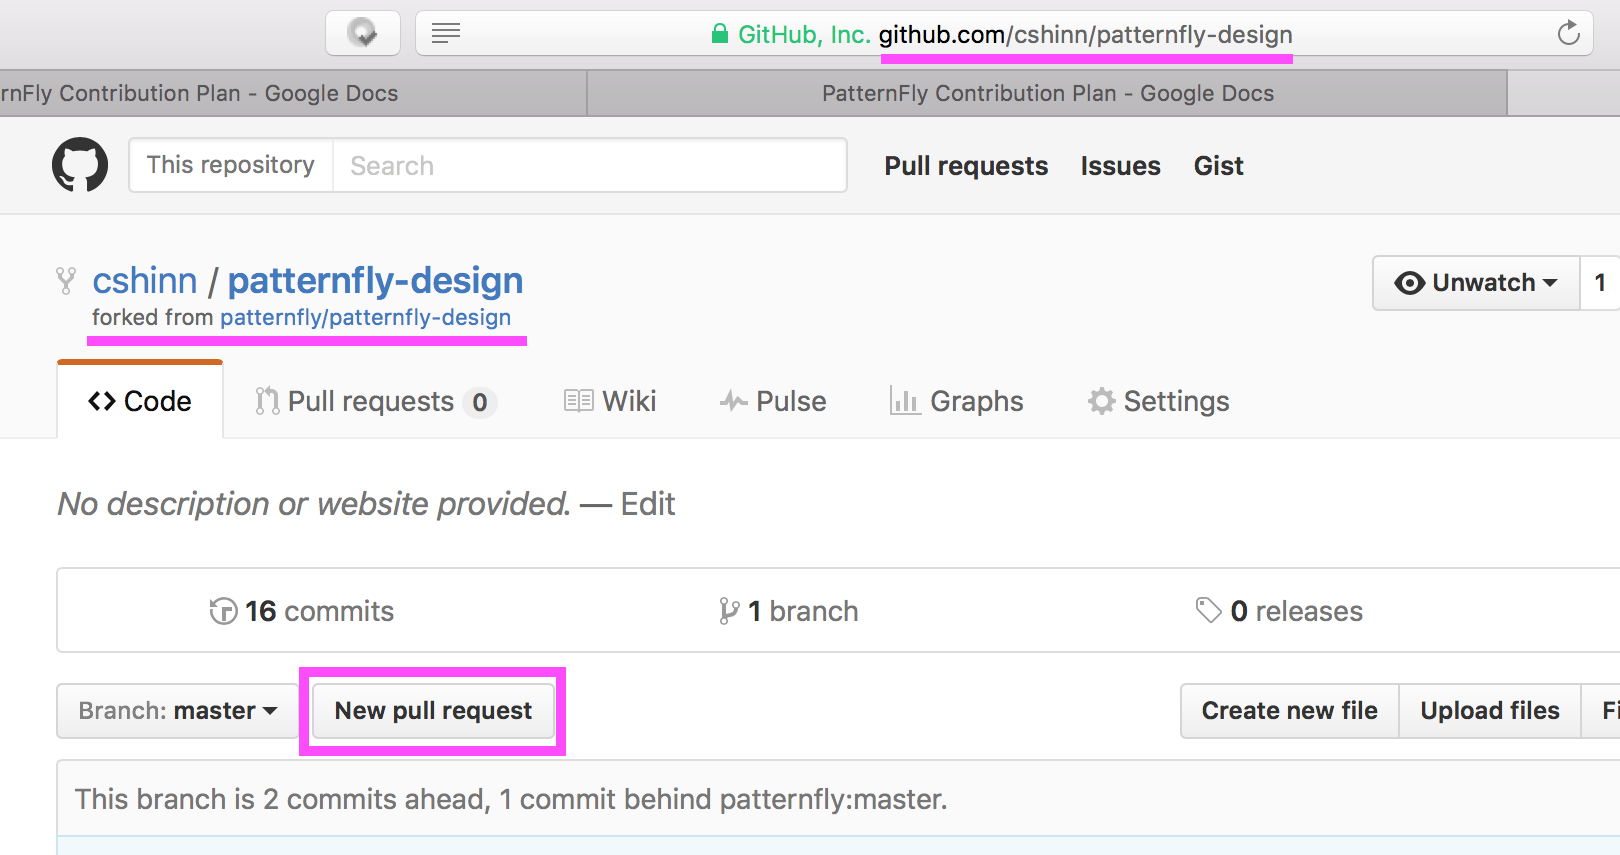 GitHub, Inc. github.com/cshinn/patternfly-design
rnFly Contribution Plan - Google Docs
PatternFly Contribution Plan - Google Docs
This repository Search Pull requests Issues Gist
cshinn / patternfly-design
Unwatch 1
forked from patternfly/patternfly-design
Code Pull requests 0 Wiki Pulse Graphs Settings
No description or website provided. — Edit
16 commits 1 branch 0 releases
Branch: master New pull request Create new file Upload files Fi
This branch is 2 commits ahead, 1 commit behind patternfly:master.